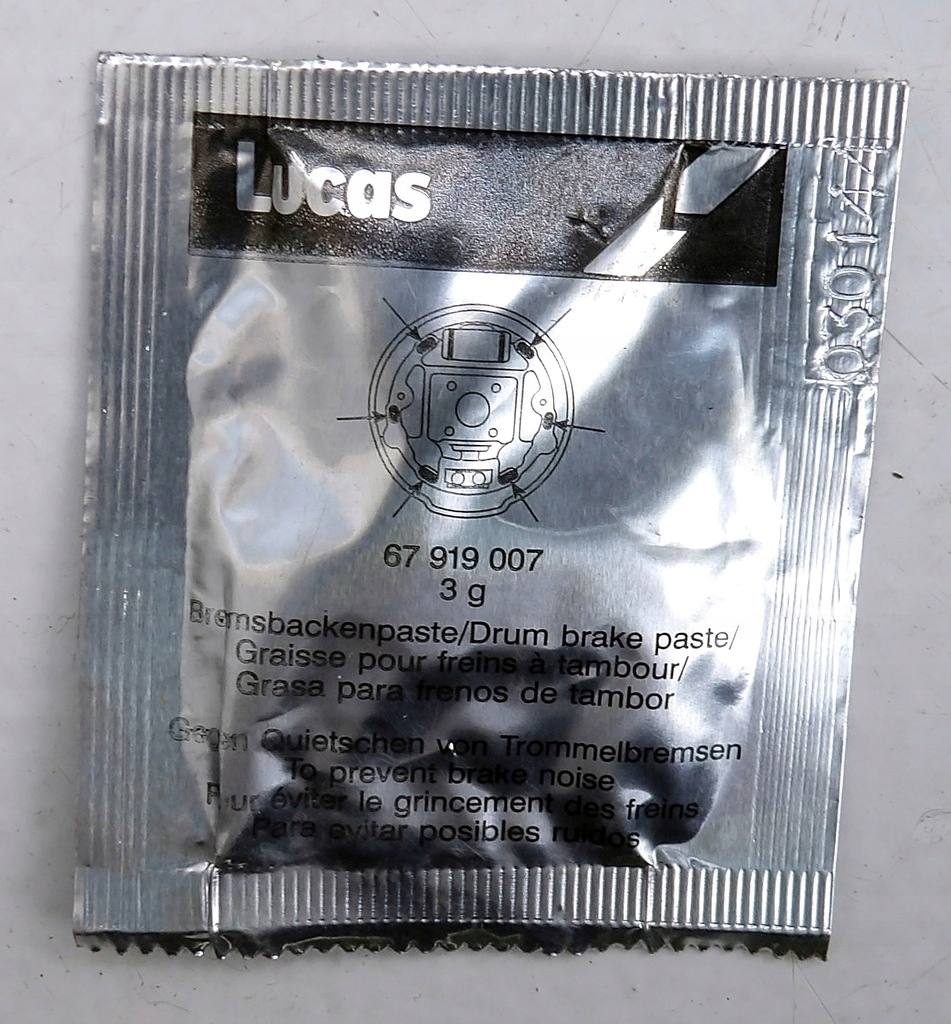 Lucas
67 919 007
3 g
Bremsbackenpaste/Drum brake paste/
Graisse pour freins à tambour/
Grasa para frenos de tambor
Gegen Quietschen von Trommelbremsen
To prevent brake noise
Pour éviter le grincement des freins
Para evitar posibles ruidos